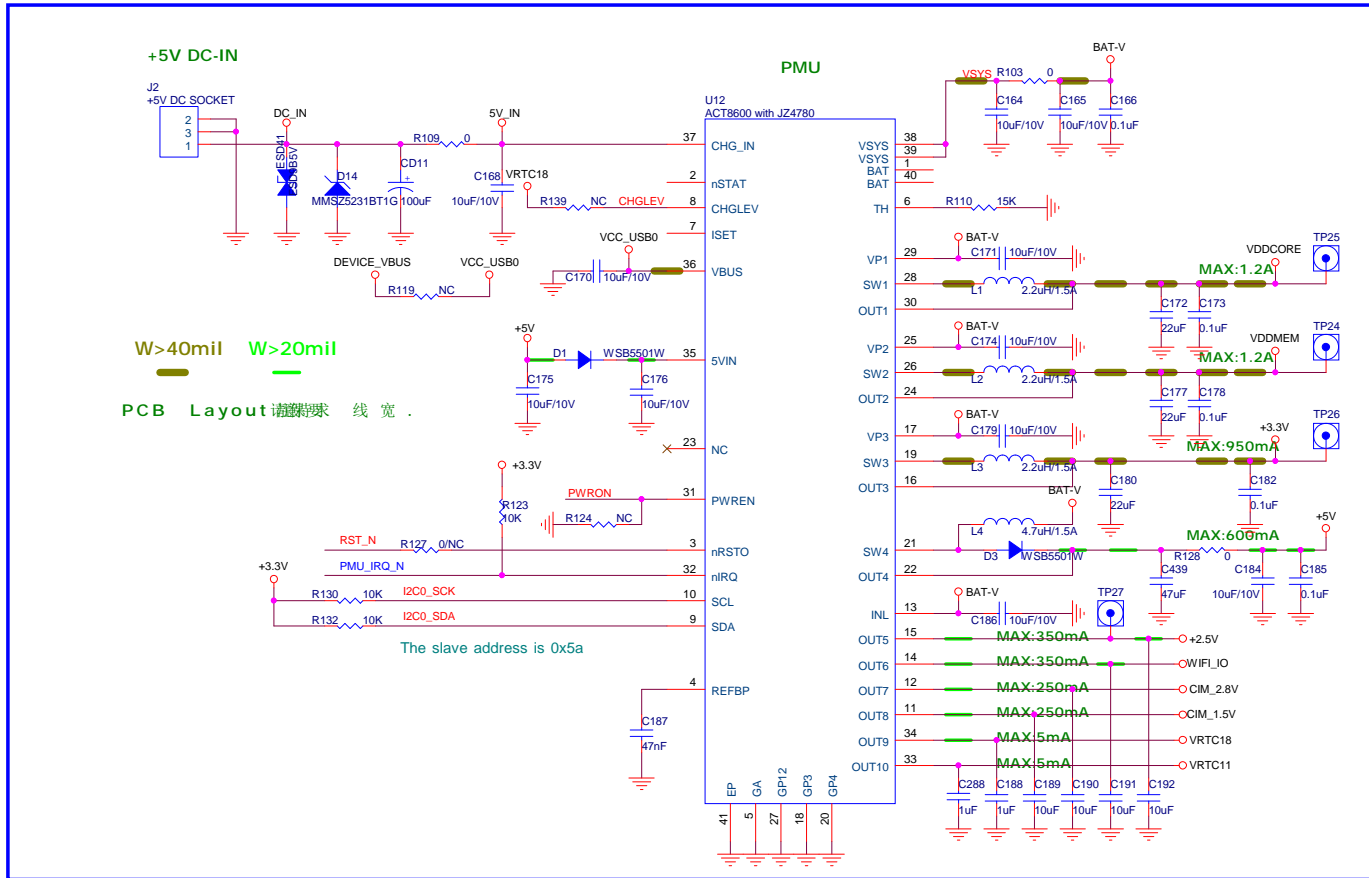 +5V DC-IN
J2
+5V DC SOCKET
2
3
1
DC_IN
ESD41
D14
MMSZ5231BT1G
CD11
+
100uF
R109 0
5V_IN
C168
10uF/10V
VRTC18
R139 NC
CHGLEV
DEVICE_VBUS
VCC_USB0
R119 NC
VCC_USB0
C170
10uF/10V
W>40mil W>20mil
PCB Layout 线 宽 .
+5V
D1
WSB5501W
C175
10uF/10V
C176
10uF/10V
+3.3V
R123
10K
PWRON
R124 NC
RST_N
R127 0/NC
PMU_IRQ_N
+3.3V
R130 10K
I2C0_SCK
R132 10K
I2C0_SDA
The slave address is 0x5a
C187
47nF
PMU
U12
ACT8600 with JZ4780
37 CHG_IN
2 nSTAT
8 CHGLEV
7 ISET
36 VBUS
35 5VIN
23 NC
31 PWREN
3 nRSTO
32 nIRQ
10 SCL
9 SDA
4 REFBP
EP GA GP12 GP3 GP4
41 5 27 18 20
VSYS 38
VSYS 39
BAT 1
BAT 40
TH 6
VP1 29
SW1 28
OUT1 30
VP2 25
SW2 26
OUT2 24
VP3 17
SW3 19
OUT3 16
SW4 21
OUT4 22
INL 13
OUT5 15
OUT6 14
OUT7 12
OUT8 11
OUT9 34
OUT10 33
VSYS R103 0
BAT-V
C164
10uF/10V
C165
10uF/10V
C166
0.1uF
R110 15K
BAT-V
C171 10uF/10V
L1 2.2uH/1.5A
MAX:1.2A
VDDCORE
TP25
C172
22uF
C173
0.1uF
BAT-V
C174 10uF/10V
L2 2.2uH/1.5A
MAX:1.2A
VDDMEM
TP24
C177
22uF
C178
0.1uF
BAT-V
C179 10uF/10V
L3 2.2uH/1.5A
MAX:950mA
+3.3V
TP26
C180
22uF
C182
0.1uF
BAT-V
L4 4.7uH/1.5A
D3 WSB5501W
MAX:600mA
R128 0
+5V
C439
47uF
C184
10uF/10V
C185
0.1uF
BAT-V
C186 10uF/10V
TP27
MAX:350mA
+2.5V
MAX:350mA
WIFI_IO
MAX:250mA
CIM_2.8V
MAX:250mA
CIM_1.5V
MAX:5mA
VRTC18
MAX:5mA
VRTC11
C288 C188 C189 C190 C191 C192
1uF 1uF 10uF 10uF 10uF 10uF